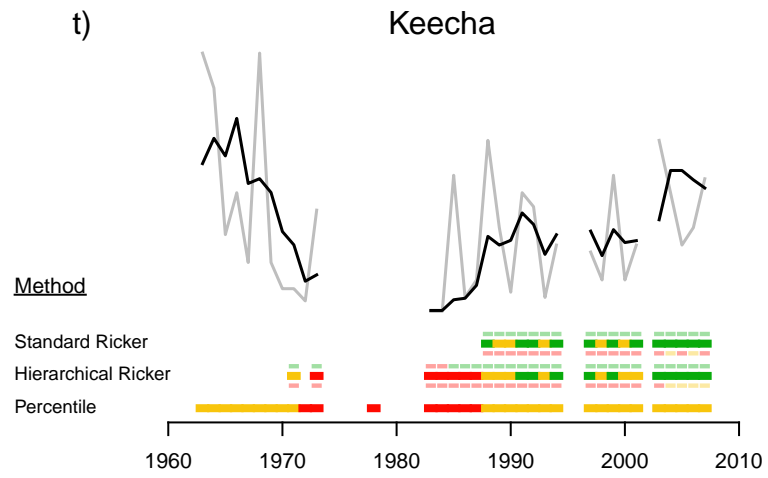 t) Keecha
Method
Standard Ricker
Hierarchical Ricker
Percentile
1960 1970 1980 1990 2000 2010